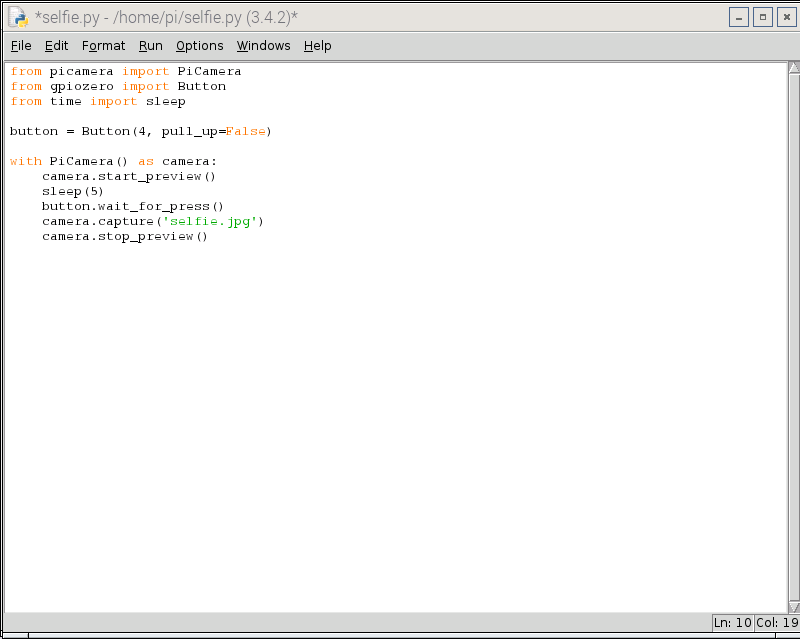 *selfie.py - /home/pi/selfie.py (3.4.2)*
File Edit Format Run Options Windows Help
from picamera import PiCamera
from gpiozero import Button
from time import sleep
button = Button(4, pull_up=False)
with PiCamera() as camera:
    camera.start_preview()
    sleep(5)
    button.wait_for_press()
    camera.capture('selfie.jpg')
    camera.stop_preview()
Ln: 10 Col: 19